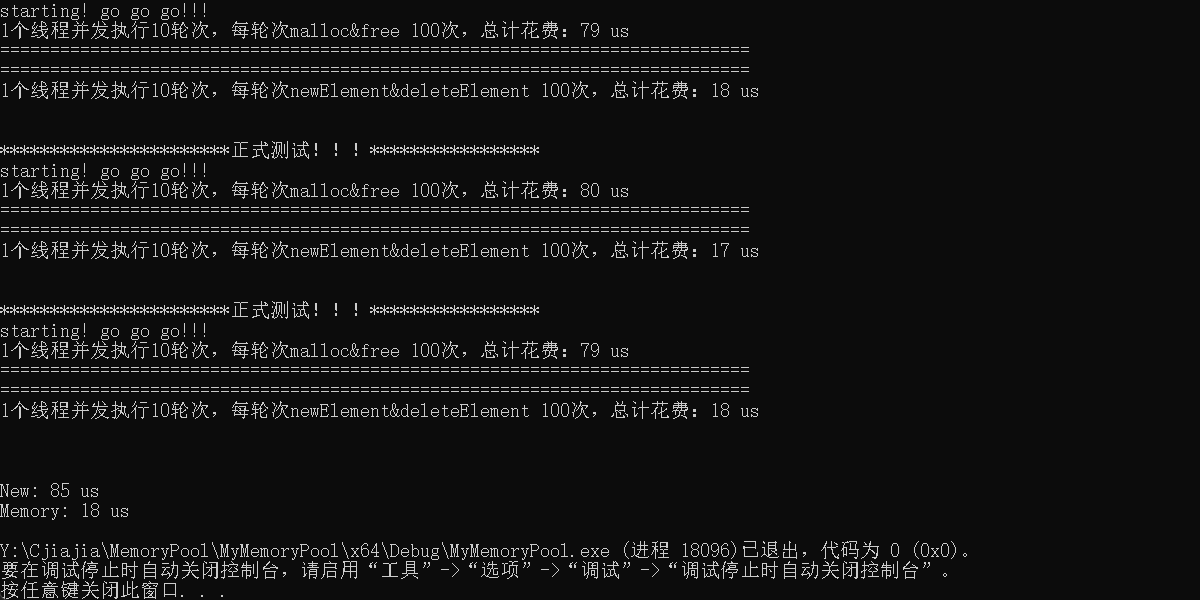 starting! go go go!!!
1个线程并发执行10轮次，每轮次malloc&free 100次，总计花费：79 us
===========================================================================
===========================================================================
1个线程并发执行10轮次，每轮次newElement&deleteElement 100次，总计花费：18 us
***********************正式测试！！！*****************
starting! go go go!!!
1个线程并发执行10轮次，每轮次malloc&free 100次，总计花费：80 us
===========================================================================
===========================================================================
1个线程并发执行10轮次，每轮次newElement&deleteElement 100次，总计花费：17 us
***********************正式测试！！！*****************
starting! go go go!!!
1个线程并发执行10轮次，每轮次malloc&free 100次，总计花费：79 us
===========================================================================
===========================================================================
1个线程并发执行10轮次，每轮次newElement&deleteElement 100次，总计花费：18 us
New: 85 us
Memory: 18 us
Y:\Cjiajia\MemoryPool\MyMemoryPool\x64\Debug\MyMemoryPool.exe (进程 18096)已退出，代码为 0 (0x0)。
要在调试停止时自动关闭控制台，请启用“工具”->“选项”->“调试”->“调试停止时自动关闭控制台”。
按任意键关闭此窗口. . .